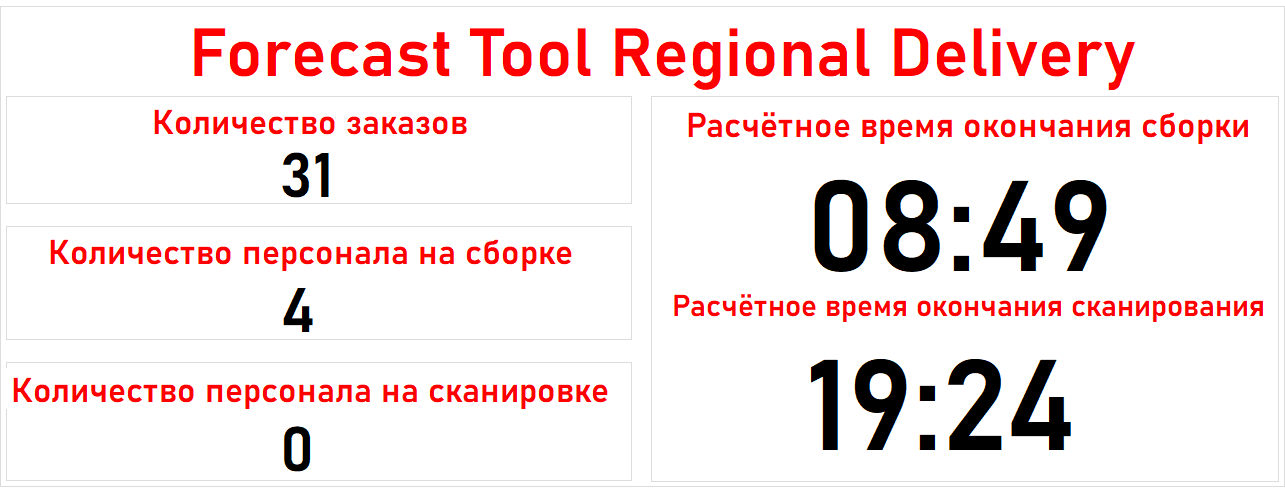 Forecast Tool Regional Delivery
Количество заказов
31
Количество персонала на сборке
4
Количество персонала на сканировке
0
Расчётное время окончания сборки
08:49
Расчётное время окончания сканирования
19:24